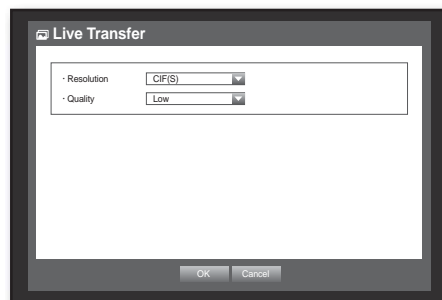 Live Transfer
· Resolution CIF(S)
· Quality Low
OK Cancel